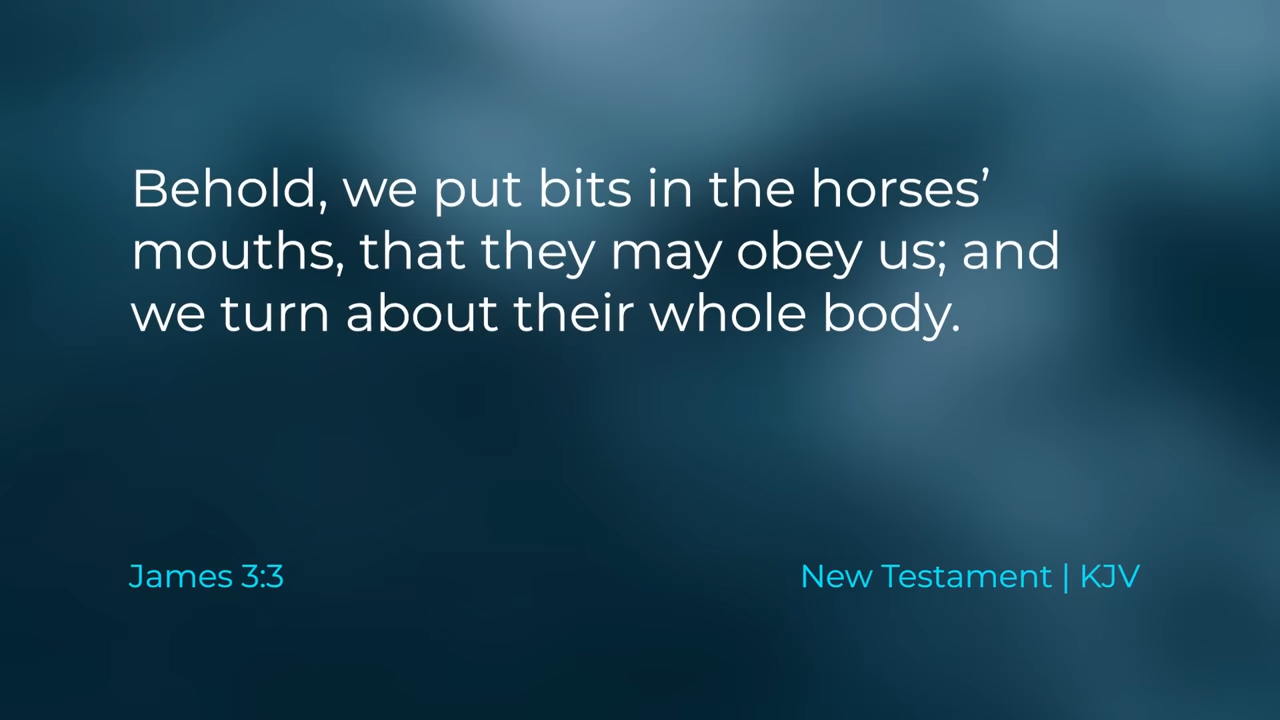 Behold, we put bits in the horses’
mouths, that they may obey us; and
we turn about their whole body.
James 3:3
New Testament | KJV